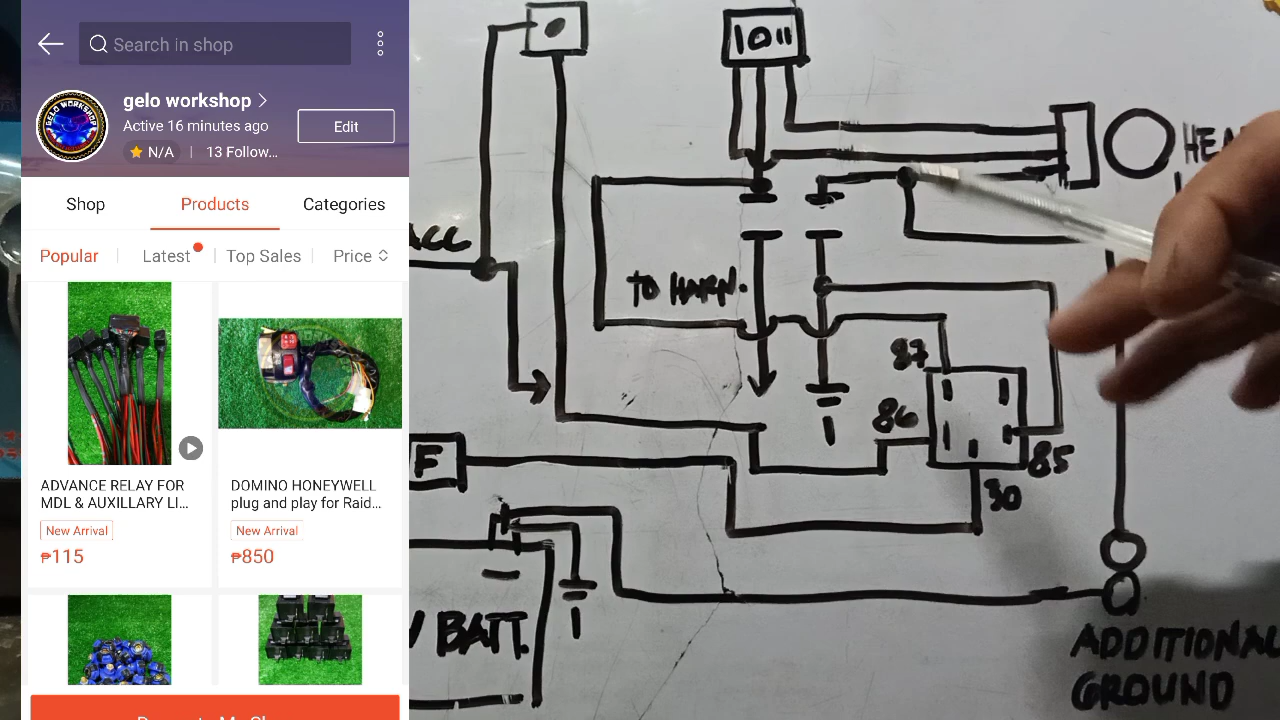 Search in shop
gelo workshop
Active 16 minutes ago
Edit
N/A
13 Follow...
Shop
Products
Categories
Popular
Latest
Top Sales
Price
ADVANCE RELAY FOR
MDL & AUXILLARY LI...
New Arrival
₱115
DOMINO HONEYWELL
plug and play for Raid...
New Arrival
₱850
ACC
TO HARN.
87
86
85
30
F
BATT.
ADDITIONAL
GROUND